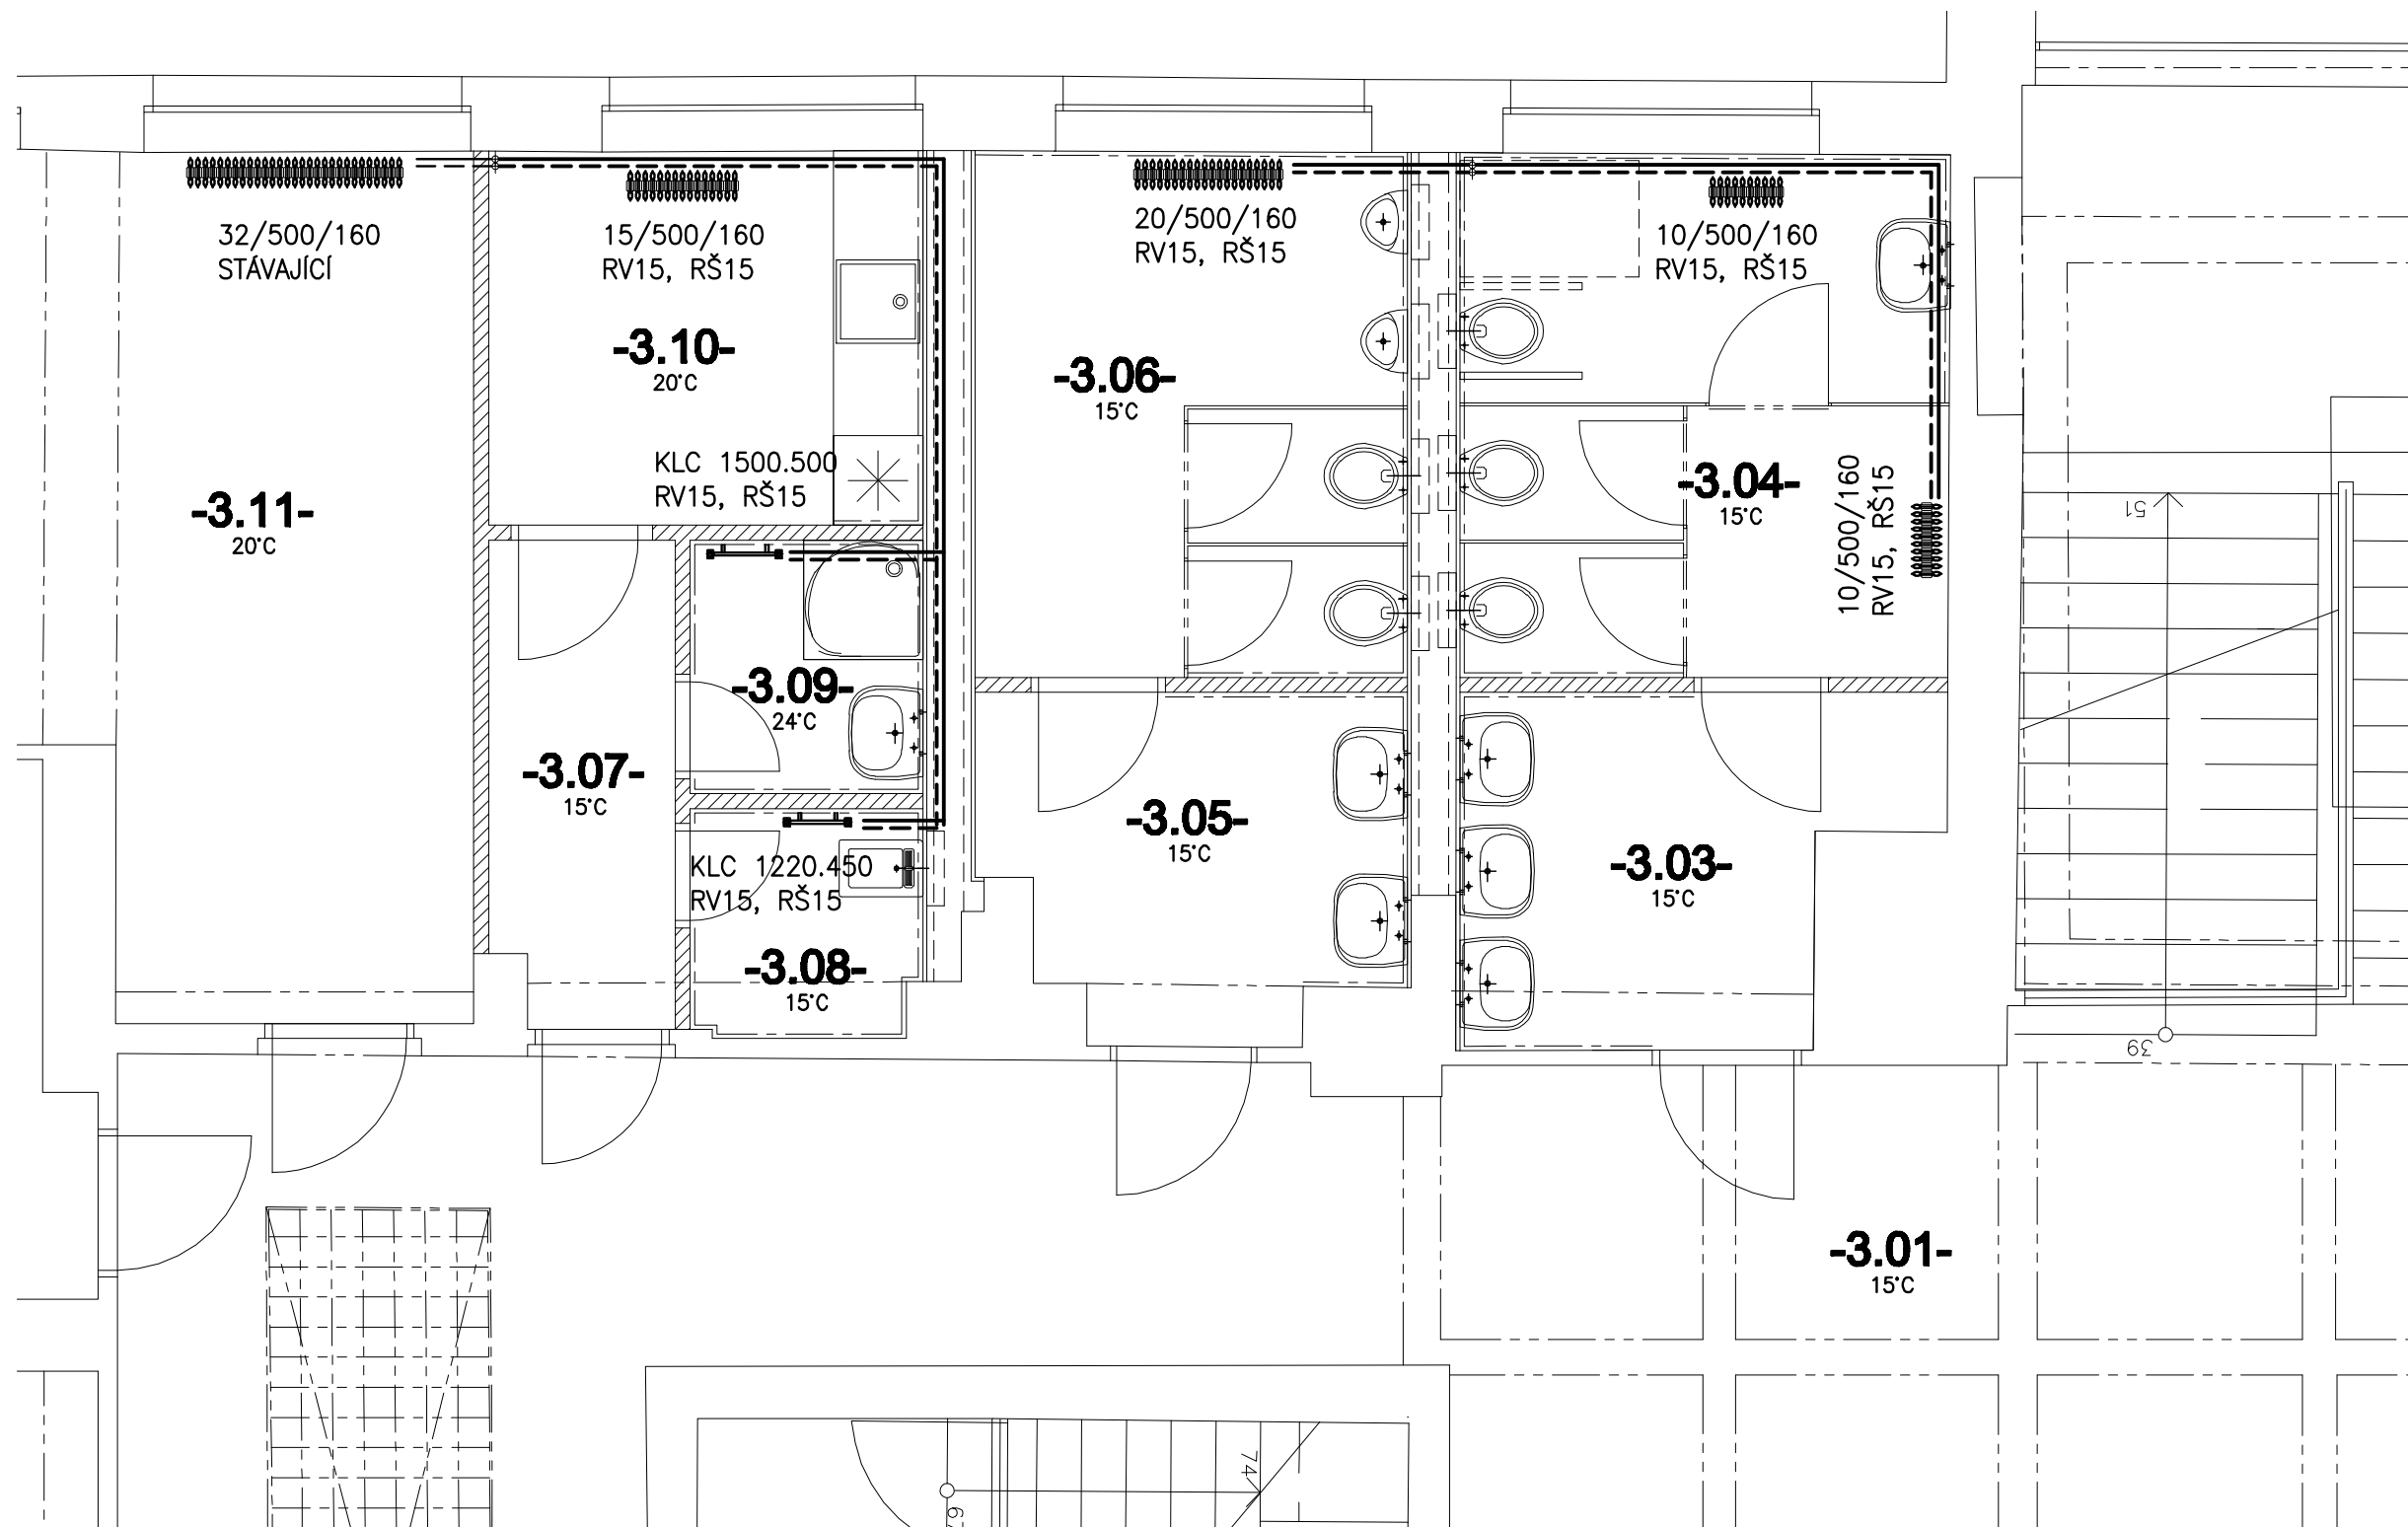 32/500/160
STÁVAJÍCÍ
15/500/160
RV15, RŠ15
20/500/160
RV15, RŠ15
10/500/160
RV15, RŠ15
-3.10-
20°C
-3.06-
15°C
KLC 1500.500
RV15, RŠ15
-3.11-
20°C
-3.04-
15°C
10/500/160
RV15, RŠ15
51
-3.09-
24°C
-3.07-
15°C
-3.05-
15°C
KLC 1220.450
RV15, RŠ15
-3.03-
15°C
-3.08-
15°C
39
-3.01-
15°C
74